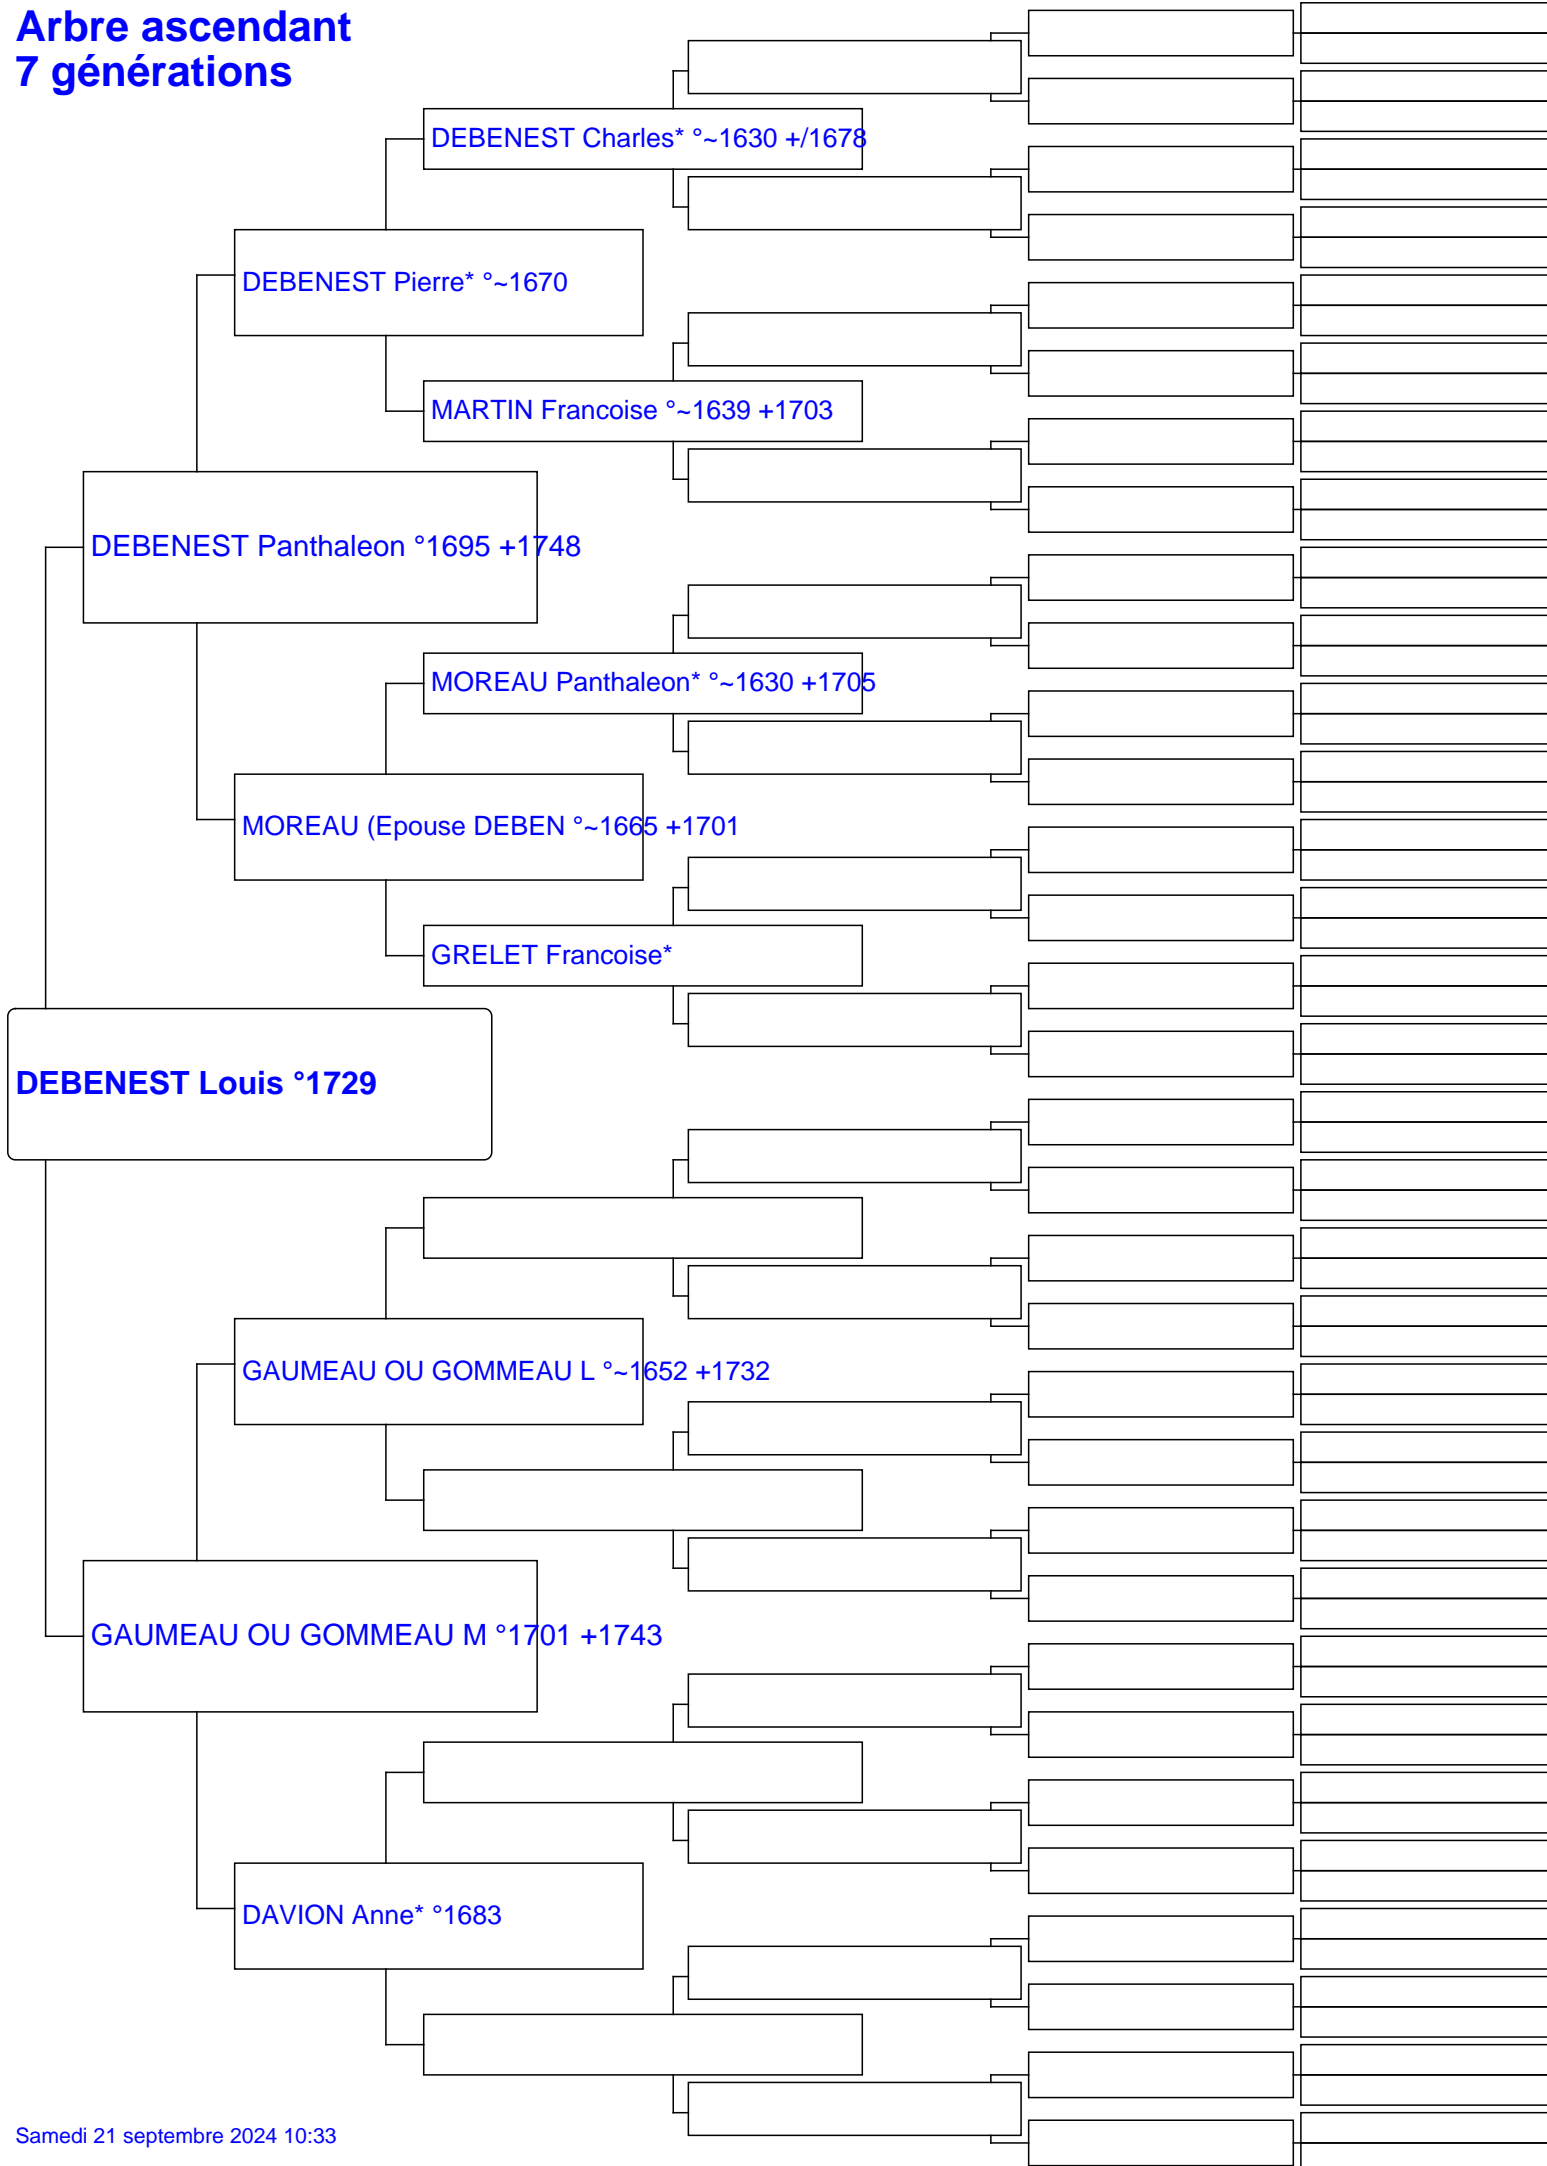 Arbre ascendant
7 générations
DEBENEST Charles* °~1630 +/1678
DEBENEST Pierre* °~1670
MARTIN Francoise °~1639 +1703
DEBENEST Panthaleon °1695 +1748
MOREAU Panthaleon* °~1630 +1705
MOREAU (Epouse DEBEN °~1665 +1701
GRELET Francoise*
DEBENEST Louis °1729
GAUMEAU OU GOMMEAU L °~1652 +1732
GAUMEAU OU GOMMEAU M °1701 +1743
DAVION Anne* °1683
Samedi 21 septembre 2024 10:33